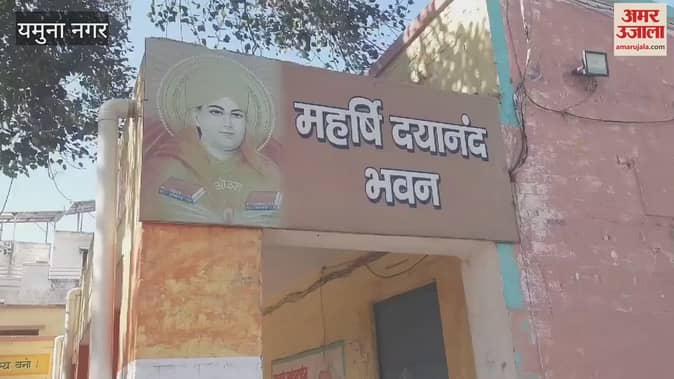 यमुना नगर
अमर
उजाला
amarujala.com
महर्षि दयानंद
भवन
ओ३म्